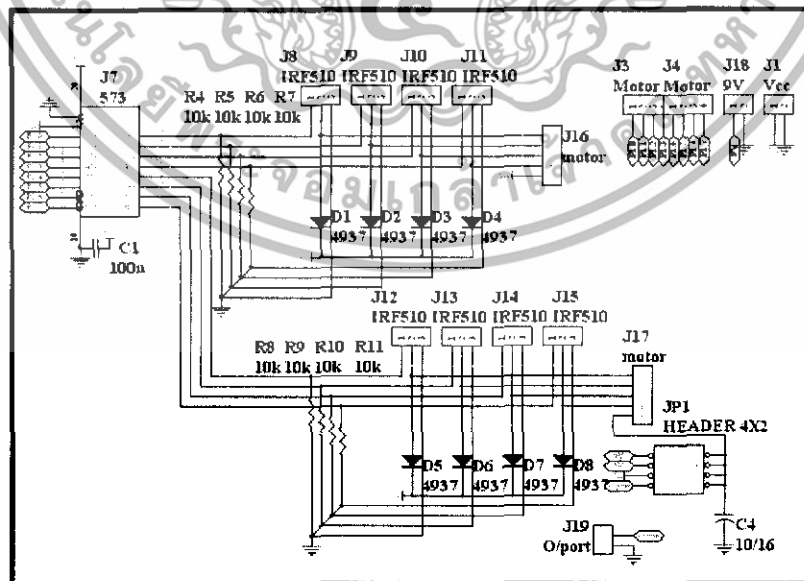 J7
573
J8 J9 J10 J11
IRF510 IRF510 IRF510 IRF510
R4 R5 R6 R7
10k 10k 10k 10k
J3 J4 J18 J1
Motor Motor 9V Vcc
J16
motor
D1 D2 D3 D4
4937 4937 4937 4937
C1
100n
J12 J13 J14 J15
IRF510 IRF510 IRF510 IRF510
R8 R9 R10 R11
10k 10k 10k 10k
J17
motor
JP1
HEADER 4X2
D5 D6 D7 D8
4937 4937 4937 4937
J19
O/port
C4
10/16